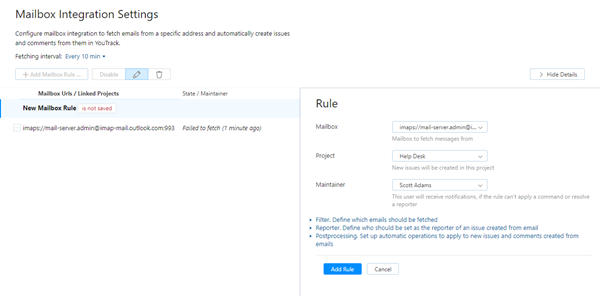 Mailbox Integration Settings
Configure mailbox integration to fetch emails from a specific address and automatically create issues
and comments from them in YouTrack.
Fetching interval: Every 10 min
+ Add Mailbox Rule ... Disable
Hide Details
Mailbox Urls / Linked Projects State / Maintainer
New Mailbox Rule is not saved
imaps://mail-server.admin@imap-mail.outlook.com:993 Failed to fetch (1 minute ago)
Rule
Mailbox imaps://mail-server.admin@i...
Mailbox to fetch messages from
Project Help Desk
New issues will be created in this project
Maintainer Scott Adams
This user will receive notifications, if the rule can't apply a command or resolve
a reporter
Filter. Define which emails should be fetched
Reporter. Define who should be set as the reporter of an issue created from email
Postprocessing. Set up automatic operations to apply to new issues and comments created from
emails
Add Rule Cancel